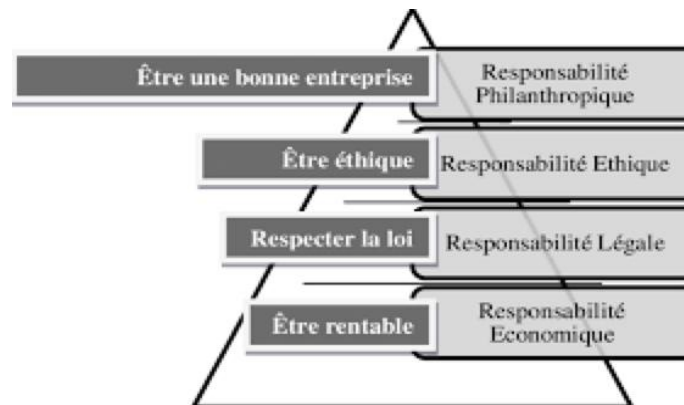 Être une bonne entreprise
Responsabilité
Philanthropique
Être éthique
Responsabilité Ethique
Respecter la loi
Responsabilité Légale
Être rentable
Responsabilité
Economique